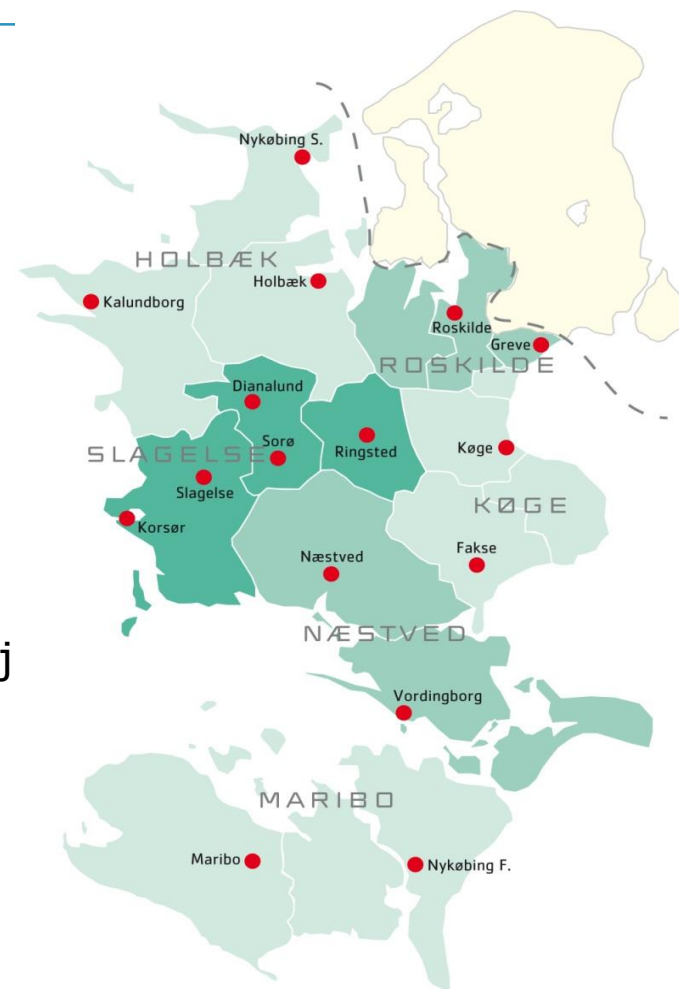 Nykøbing S.
HOLBÆK
Holbæk
Kalundborg
Roskilde
Greve
ROSKILDE
Dianalund
Sorø
Ringsted
Køge
SLAGELSE
Slagelse
KØGE
Korsør
Næstved
Fakse
NÆSTVED
j
Vordingborg
MARIBO
Maribo
Nykøbing F.